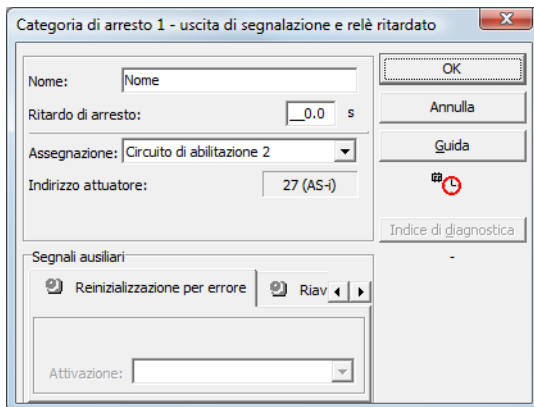 Categoria di arresto 1 - uscita di segnalazione e relè ritardato
Nome: Nome
Ritardo di arresto: __0.0 s
Assegnazione: Circuito di abilitazione 2
Indirizzo attuatore: 27 (AS-i)
OK
Annulla
Guida
Indice di diagnostica
-
Segnali ausiliari
Reinizializzazione per errore
Riav
Attivazione: